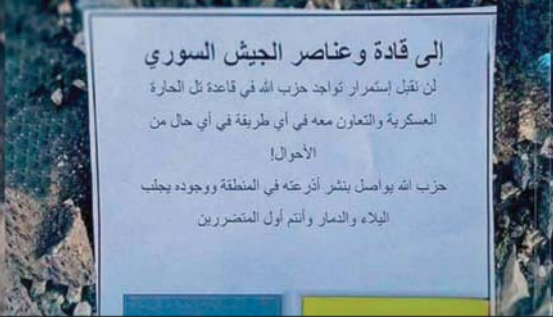 إلى قادة وعناصر الجيش السوري
لن نقبل إستمرار تواجد حزب الله في قاعدة تل الحارة
العسكرية والتعاون معه في أي طريقة في أي حال من
الأحوال!
حزب الله يواصل بنشر أذرعته في المنطقة ووجوده يجلب
البلاء والدمار وأنتم أول المتضررين